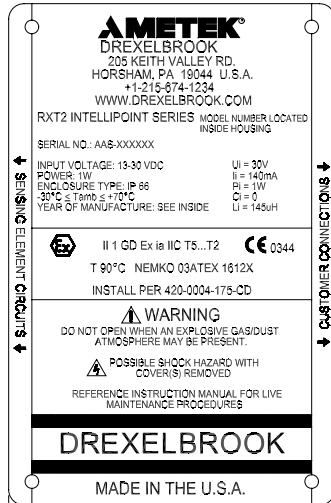 AMETEK®
DREXELBROOK
205 KEITH VALLEY RD.
HORSHAM, PA 19044 U.S.A.
+1-215-674-1234
WWW.DREXELBROOK.COM
RXT2 INTELLIPOINT SERIES MODEL NUMBER LOCATED
INSIDE HOUSING
SERIAL NO.: AAS-XXXXXX
INPUT VOLTAGE: 13-30 VDC Ui = 30V
POWER: 1W Ii = 140mA
ENCLOSURE TYPE: IP 66 Pi = 1W
-30°C ≤ Tamb ≤ +70°C Ci = 0
YEAR OF MANUFACTURE: SEE INSIDE Li = 145uH
← SENSING ELEMENT CIRCUITS →
← CUSTOMER CONNECTIONS →
Ex II 1 GD Ex ia IIC T5...T2 CE 0344
T 90°C NEMKO 03ATEX 1612X
INSTALL PER 420-0004-175-CD
WARNING
DO NOT OPEN WHEN AN EXPLOSIVE GAS/DUST
ATMOSPHERE MAY BE PRESENT.
POSSIBLE SHOCK HAZARD WITH
COVER(S) REMOVED
REFERENCE INSTRUCTION MANUAL FOR LIVE
MAINTENANCE PROCEDURES
DREXELBROOK
MADE IN THE U.S.A.